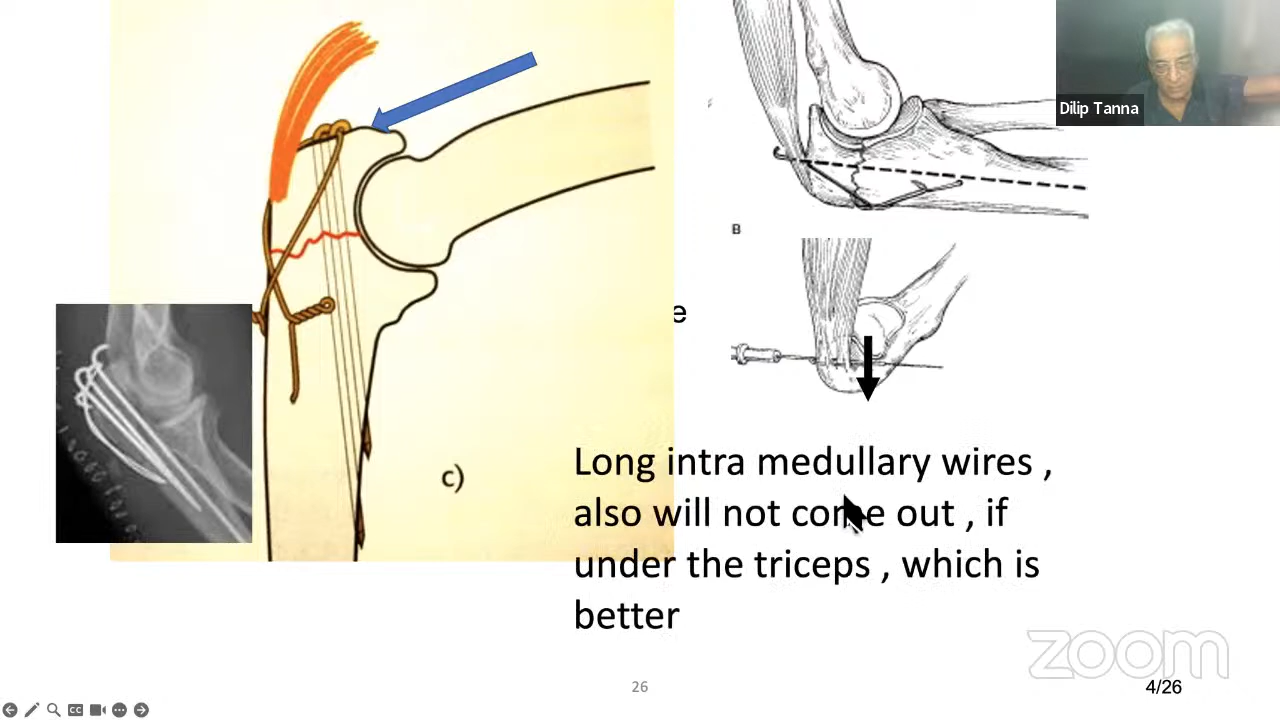 Dilip Tanna
B
e
c)
Long intra medullary wires ,
also will not come out , if
under the triceps , which is
better
zoom
26
4/26
CC